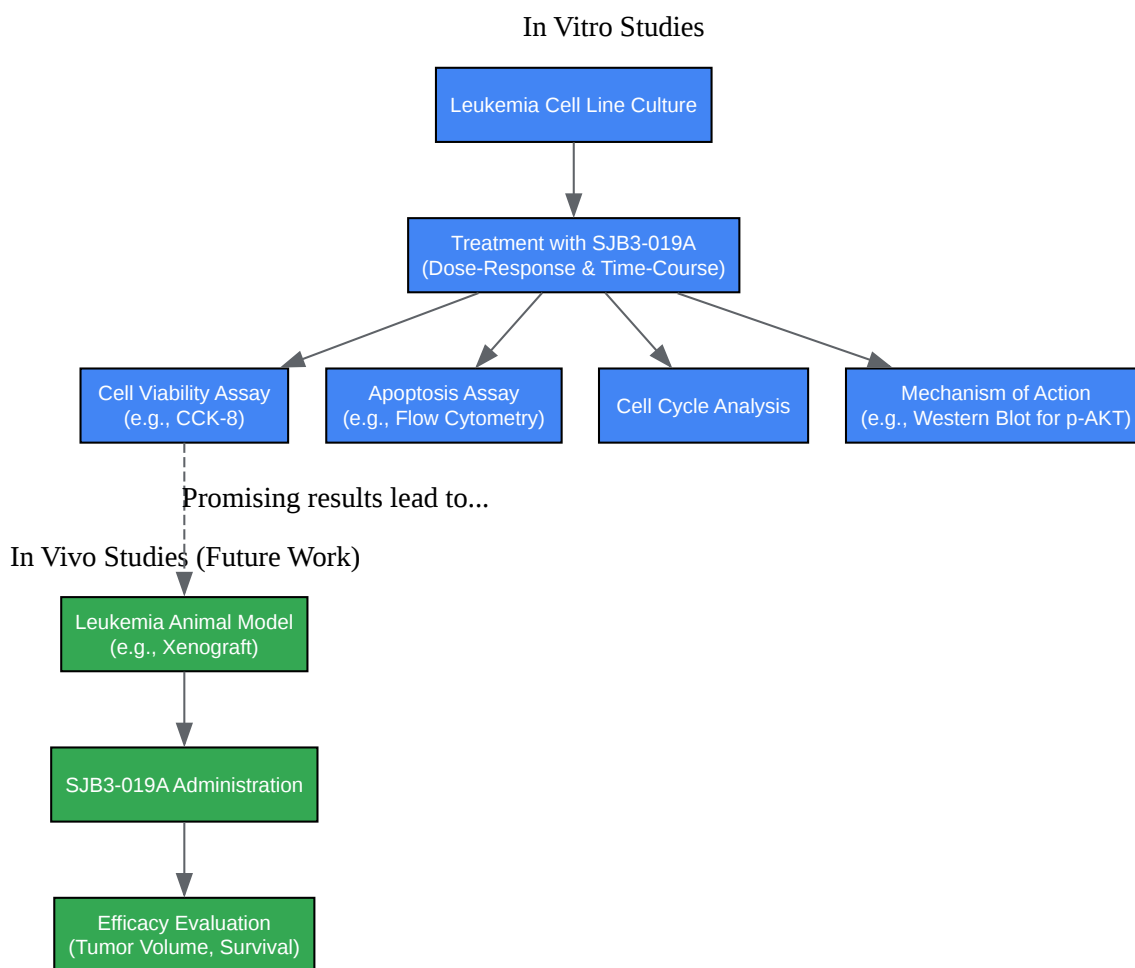 In Vitro Studies
Leukemia Cell Line Culture
Treatment with SJB3-019A
(Dose-Response & Time-Course)
Cell Viability Assay
(e.g., CCK-8)
Apoptosis Assay
(e.g., Flow Cytometry)
Cell Cycle Analysis
Mechanism of Action
(e.g., Western Blot for p-AKT)
Promising results lead to...
In Vivo Studies (Future Work)
Leukemia Animal Model
(e.g., Xenograft)
SJB3-019A Administration
Efficacy Evaluation
(Tumor Volume, Survival)